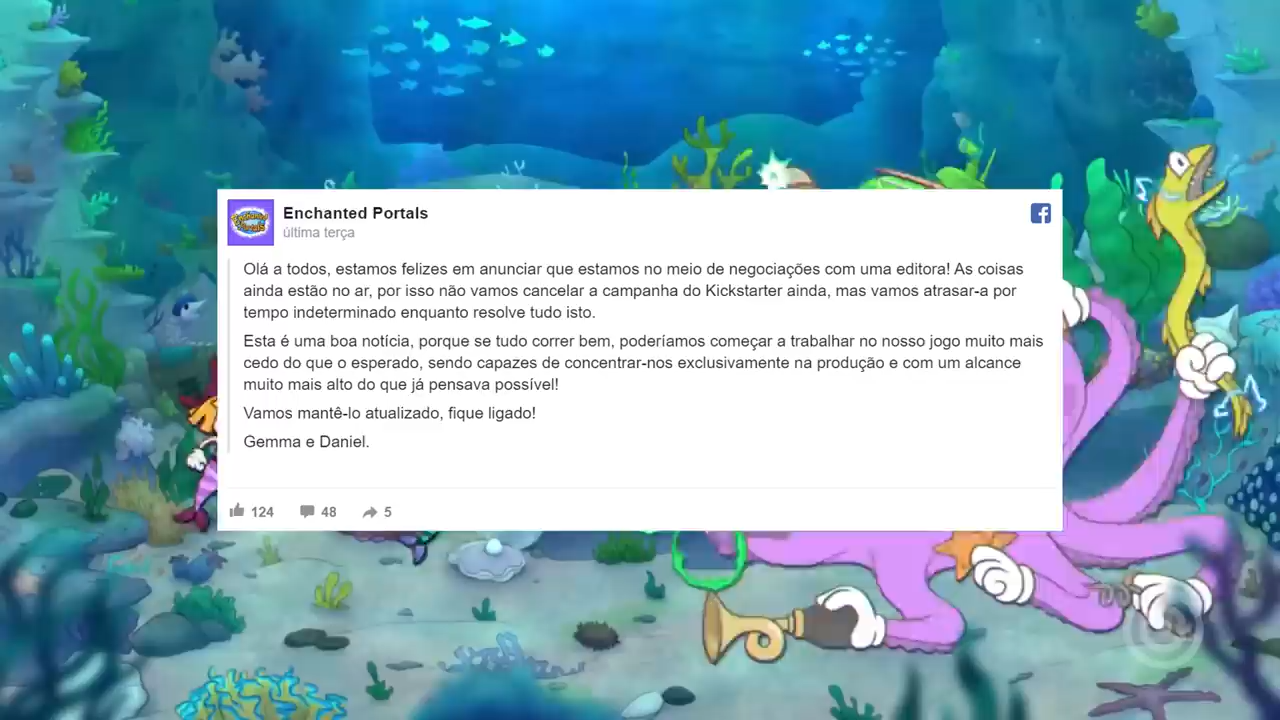 Enchanted Portals
Enchanted Portals
última terça
Olá a todos, estamos felizes em anunciar que estamos no meio de negociações com uma editora! As coisas
ainda estão no ar, por isso não vamos cancelar a campanha do Kickstarter ainda, mas vamos atrasar-a por
tempo indeterminado enquanto resolve tudo isto.
Esta é uma boa notícia, porque se tudo correr bem, poderíamos começar a trabalhar no nosso jogo muito mais
cedo do que o esperado, sendo capazes de concentrar-nos exclusivamente na produção e com um alcance
muito mais alto do que já pensava possível!
Vamos mantê-lo atualizado, fique ligado!
Gemma e Daniel.
124 48 5